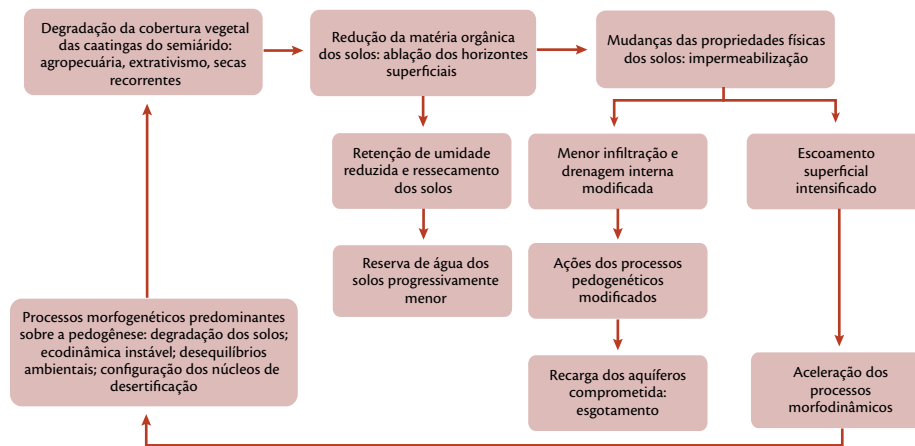 Degradação da cobertura vegetal
das caatingas do semiárido:
agropecuária, extrativismo, secas
recorrentes
Redução da matéria orgânica
dos solos: ablação dos horizontes
superficiais
Mudanças das propriedades físicas
dos solos: impermeabilização
Retenção de umidade
reduzida e ressecamento
dos solos
Menor infiltração e
drenagem interna
modificada
Escoamento
superficial
intensificado
Reserva de água dos
solos progressivamente
menor
Ações dos processos
pedogenéticos
modificados
Processos morfogenéticos predominantes
sobre a pedogênese: degradação dos solos;
ecodinâmica instável; desequilíbrios
ambientais; configuração dos núcleos de
desertificação
Recarga dos aquíferos
comprometida:
esgotamento
Aceleração dos
processos
morfodinâmicos